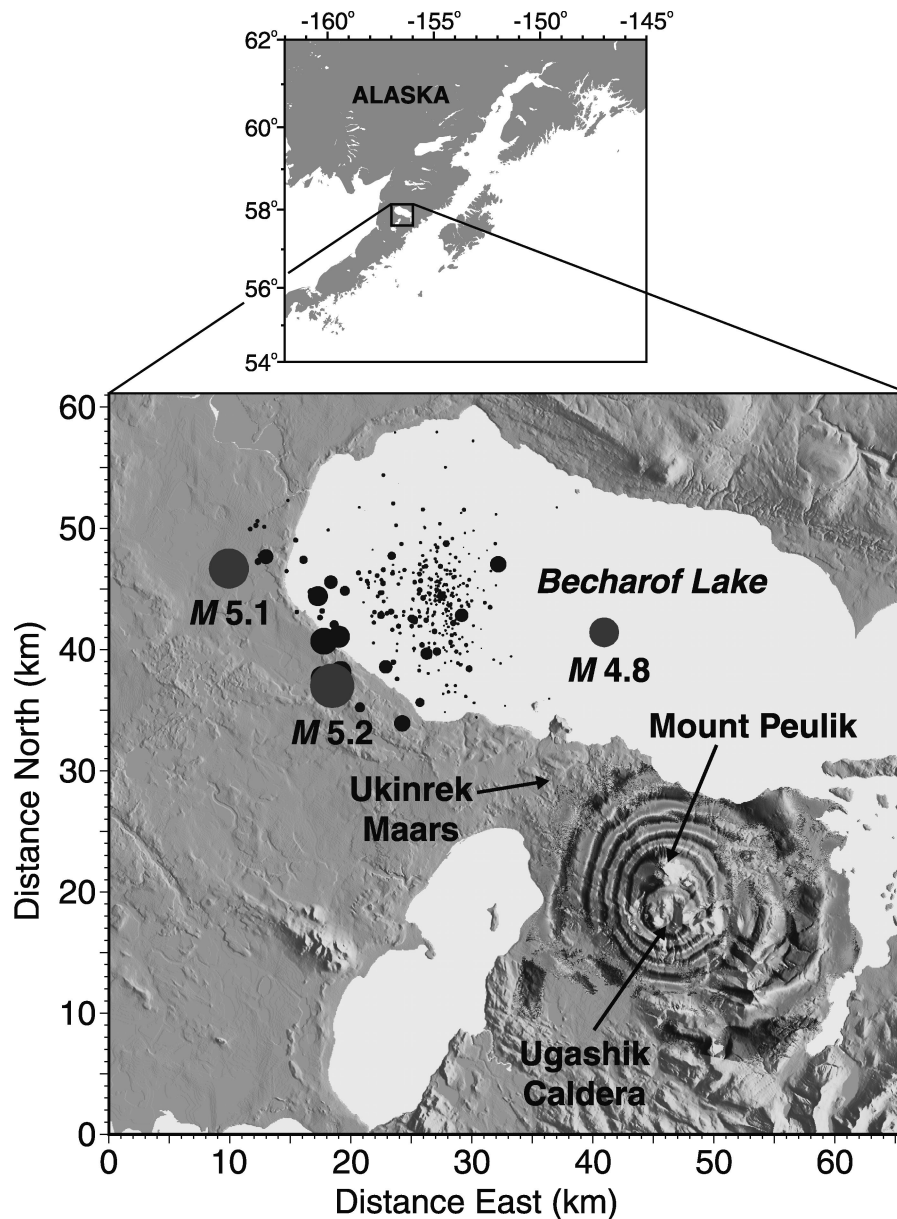 -160° -155° -150° -145°
62°
ALASKA
60°
58°
56°
54°
60
50
Becharof Lake
M 5.1
40
M 4.8
M 5.2
Mount Peulik
30
Ukinrek
Maars
20
10
Ugashik
Caldera
0
0 10 20 30 40 50 60
Distance North (km)
Distance East (km)